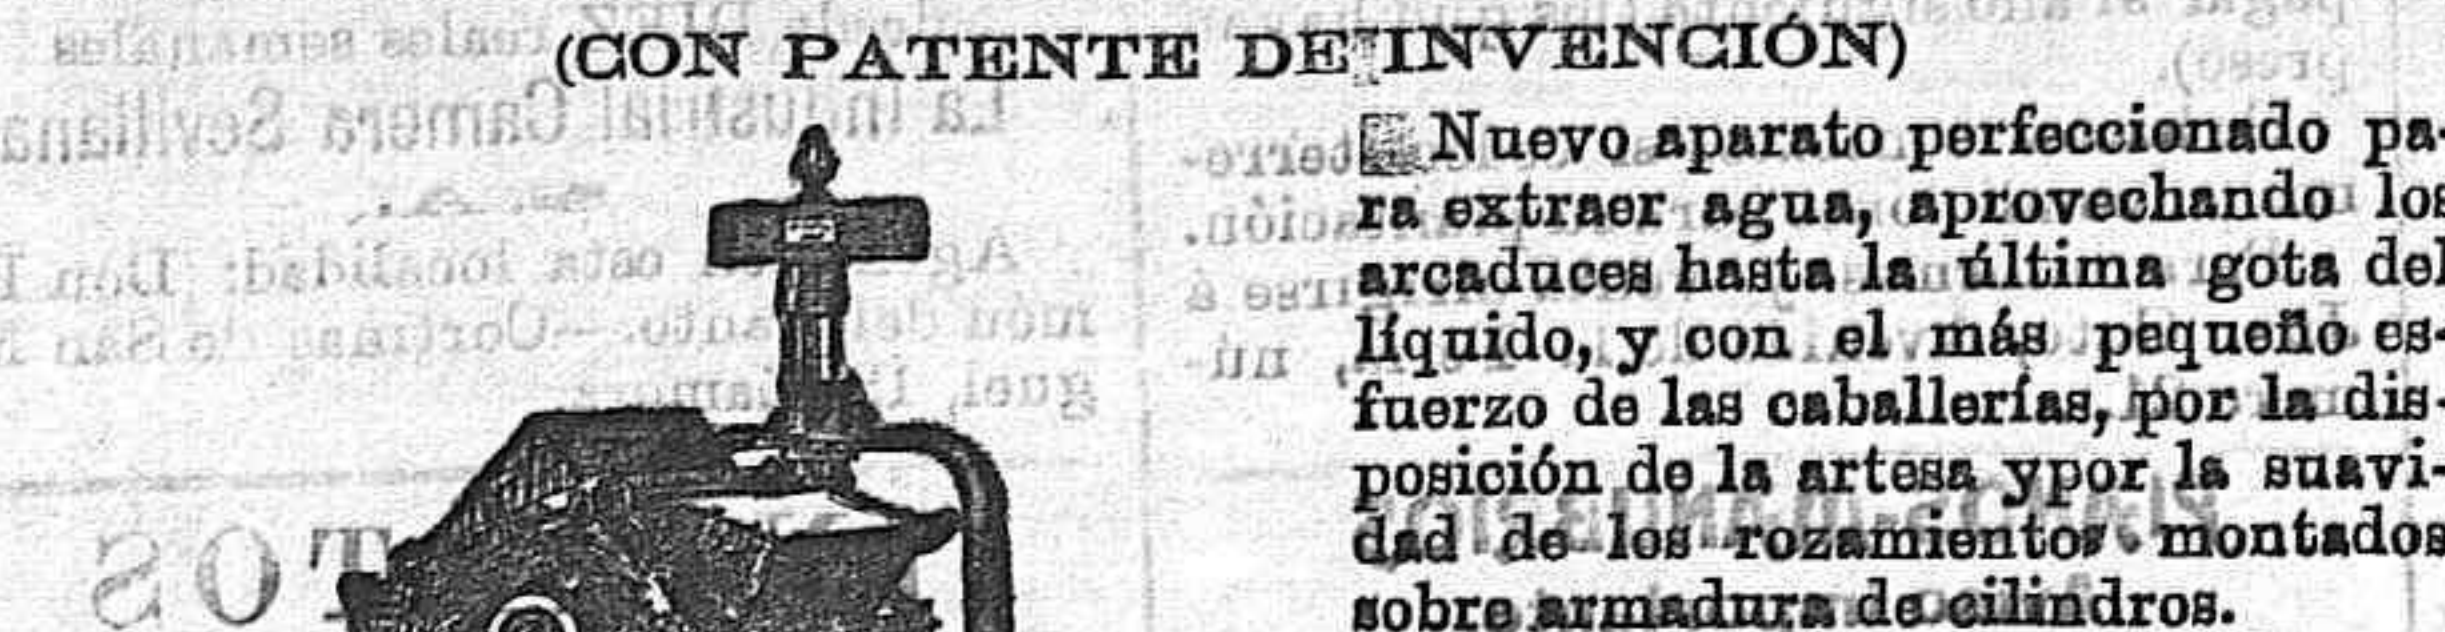 (CON PATENTE DE INVENCIÓN)
Nuevo aparato perfeccionado pa-
ra extraer agua, aprovechando los
arcaduces hasta la última gota del
líquido, y con el más pequeño es-
fuerzo de las caballerías, por la dis-
posición de la artesa ypor la suavi-
dad de los rozamientos montados
sobre armadura de cilindros.